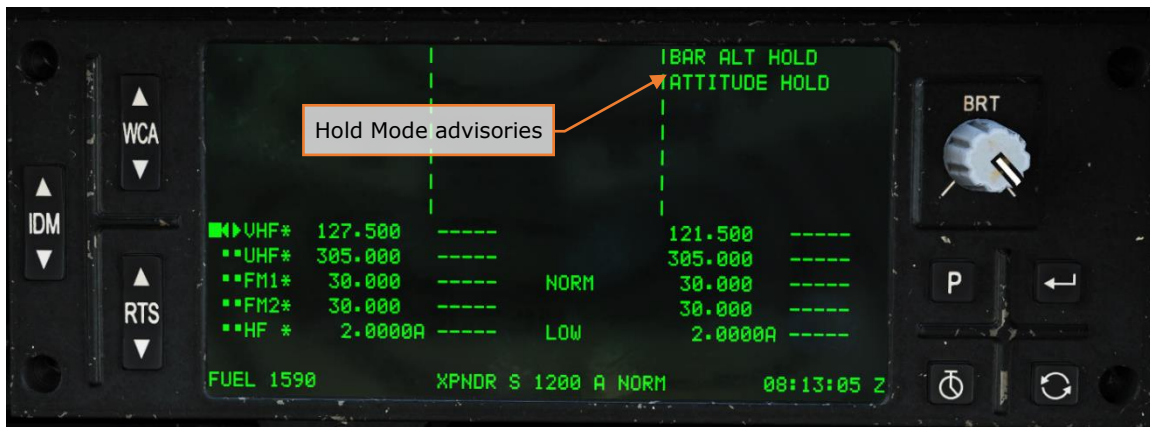 BAR ALT HOLD
ATTITUDE HOLD
Hold Mode advisories
WCA
IDM
RTS
BRT
VHF* 127.500 ----- 121.500 -----
UHF* 305.000 ----- 305.000 -----
FM1* 30.000 ----- NORM 30.000 -----
FM2* 30.000 ----- 30.000 -----
HF * 2.0000A ----- LOW 2.0000A -----
P
FUEL 1590 XPNDR S 1200 A NORM 08:13:05 Z